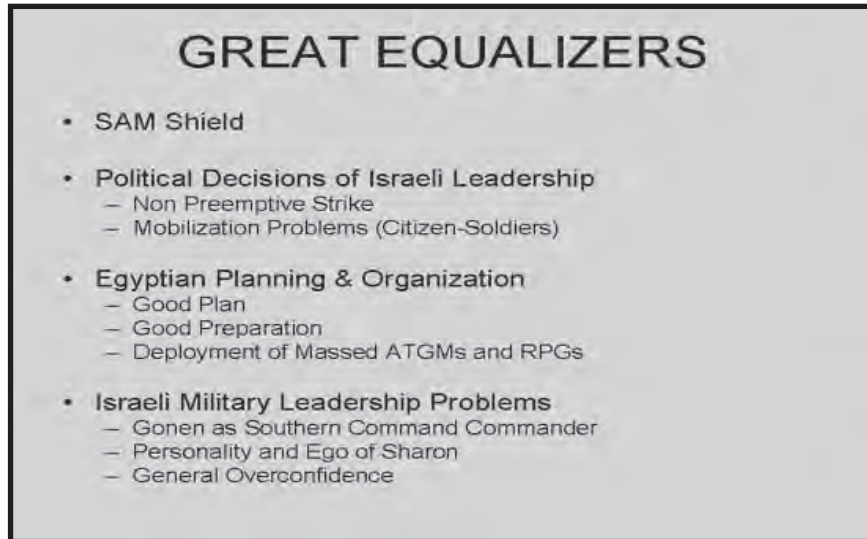 GREAT EQUALIZERS
• SAM Shield
• Political Decisions of Israeli Leadership
– Non Preemptive Strike
– Mobilization Problems (Citizen-Soldiers)
• Egyptian Planning & Organization
– Good Plan
– Good Preparation
– Deployment of Massed ATGMs and RPGs
• Israeli Military Leadership Problems
– Gonen as Southern Command Commander
– Personality and Ego of Sharon
– General Overconfidence